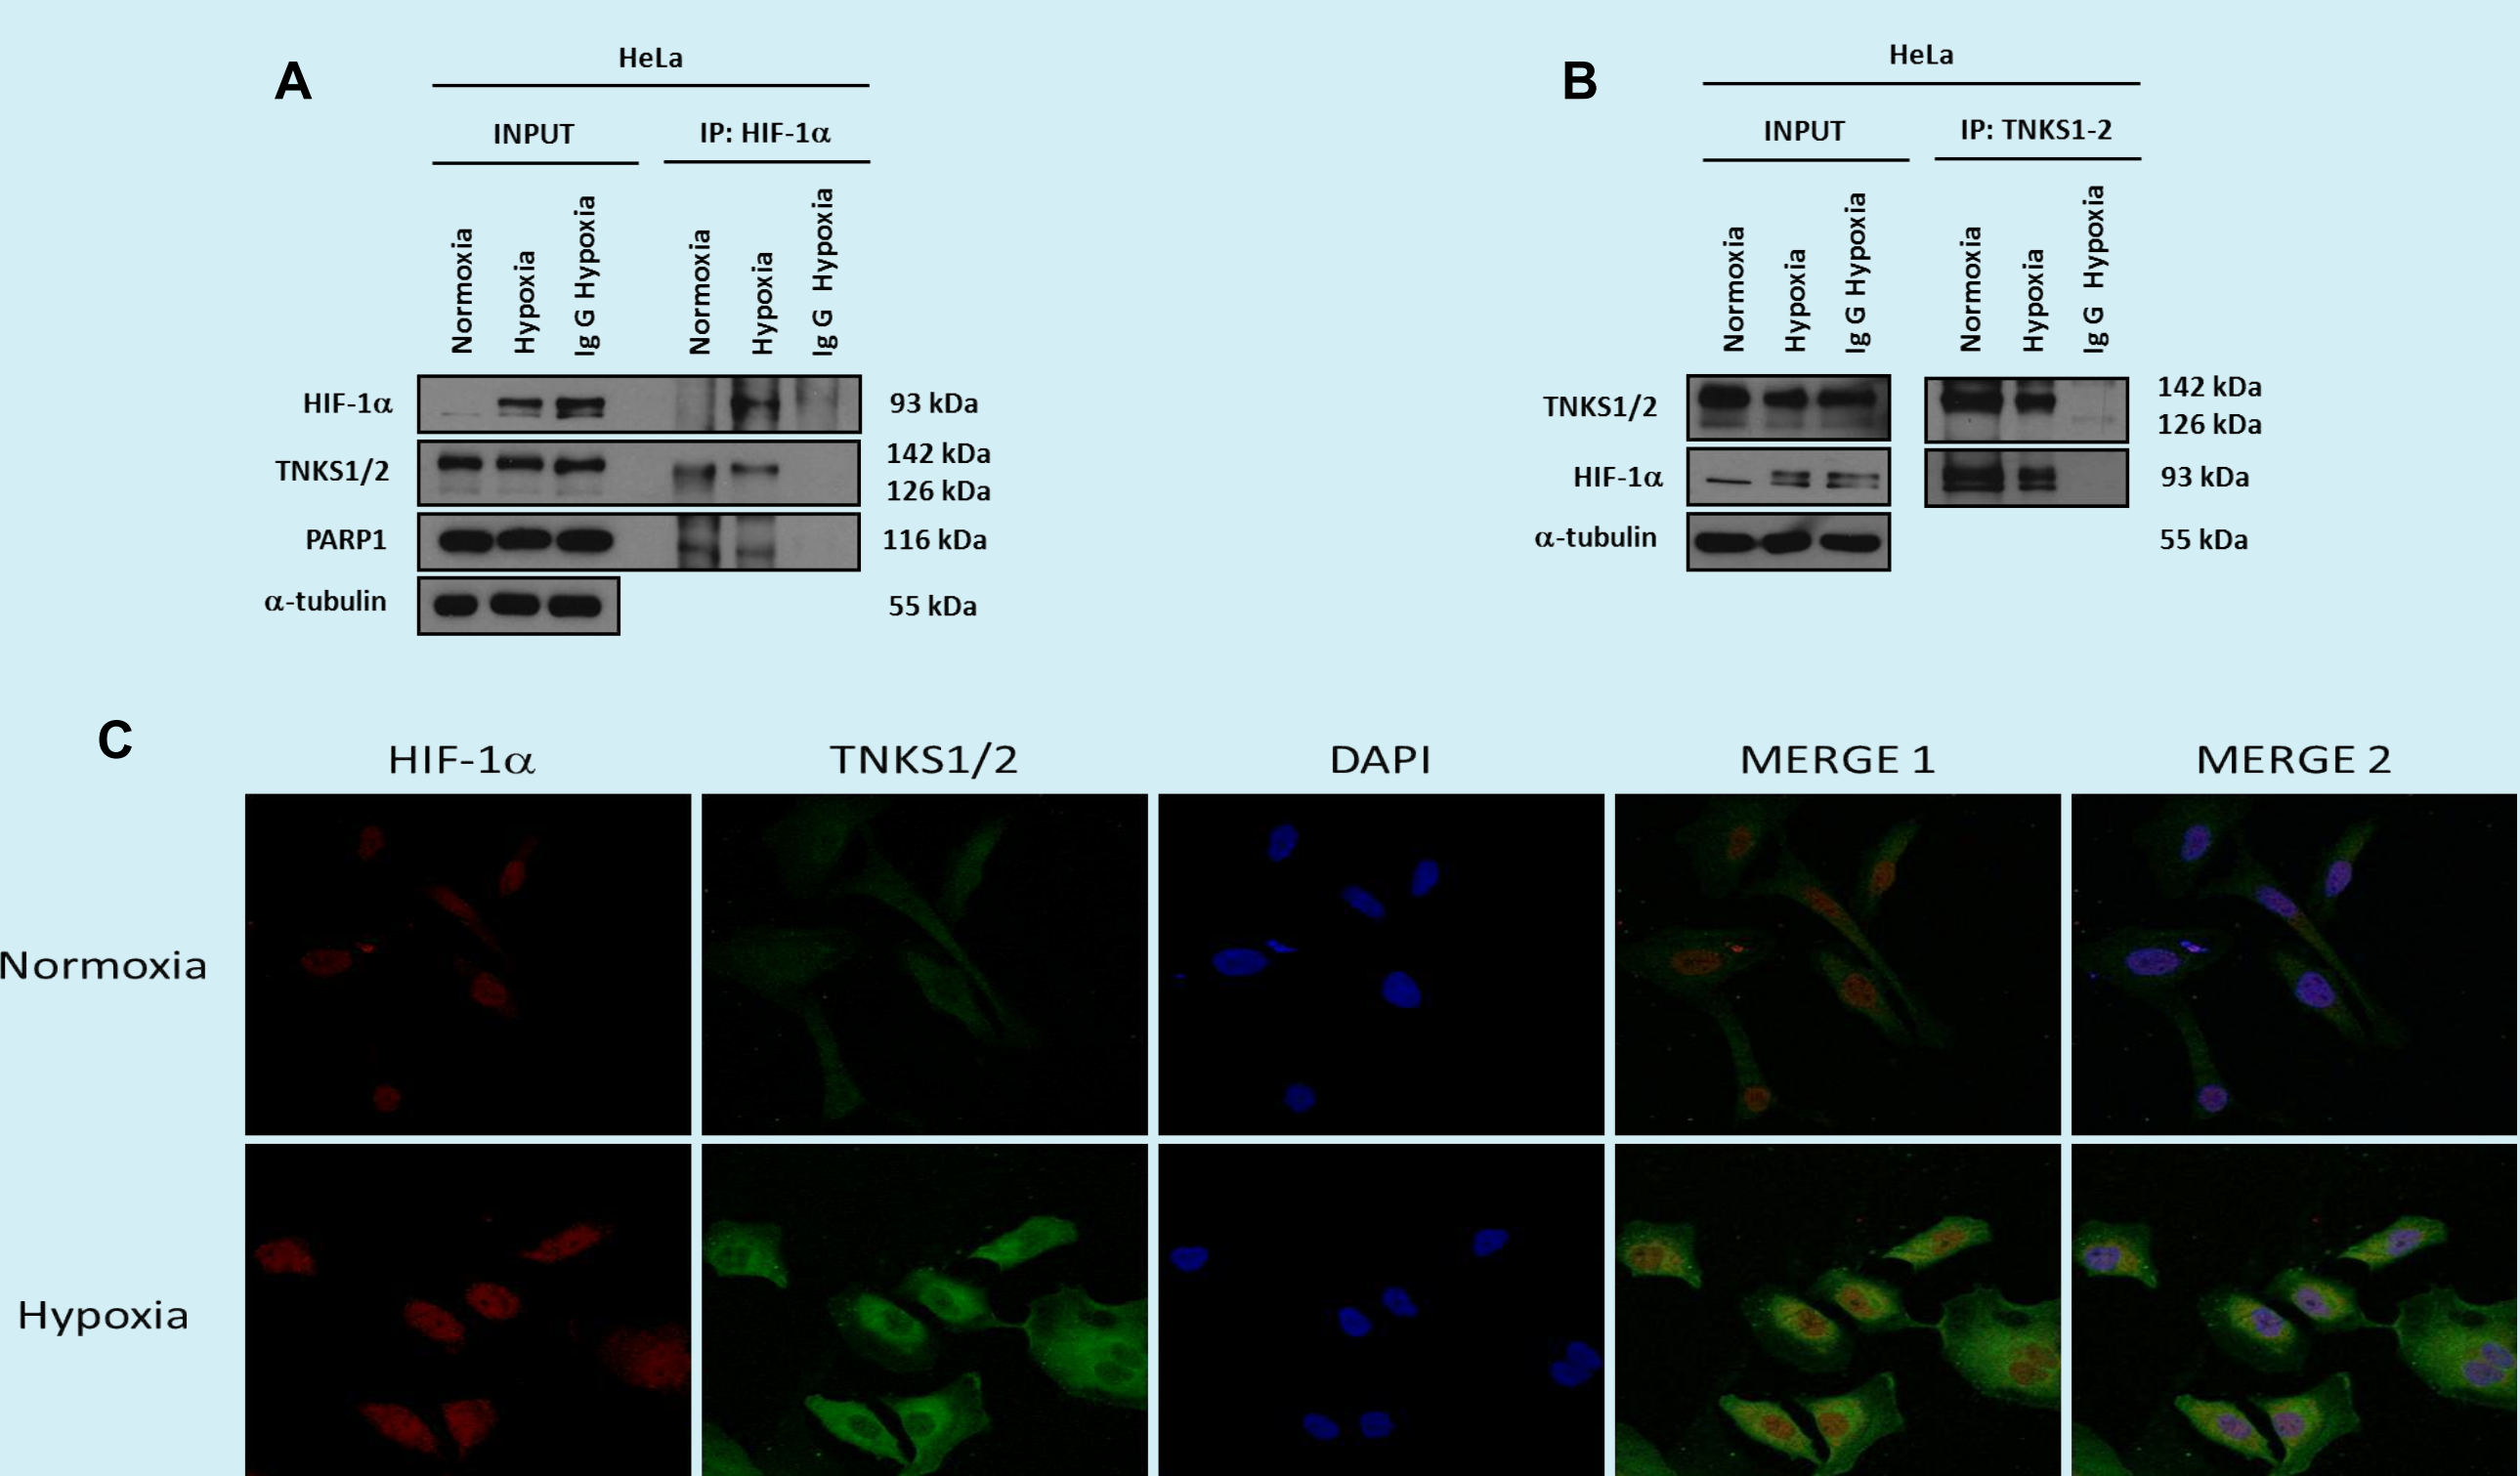 A
HeLa
INPUT
IP: HIF-1α
Normoxia
Hypoxia
Ig G Hypoxia
Normoxia
Hypoxia
Ig G Hypoxia
HIF-1α
93 kDa
TNKS1/2
142 kDa
126 kDa
PARP1
116 kDa
α-tubulin
55 kDa
B
HeLa
INPUT
IP: TNKS1-2
Normoxia
Hypoxia
Ig G Hypoxia
Normoxia
Hypoxia
Ig G Hypoxia
TNKS1/2
142 kDa
126 kDa
HIF-1α
93 kDa
α-tubulin
55 kDa
C
HIF-1α
TNKS1/2
DAPI
MERGE 1
MERGE 2
Normoxia
Hypoxia